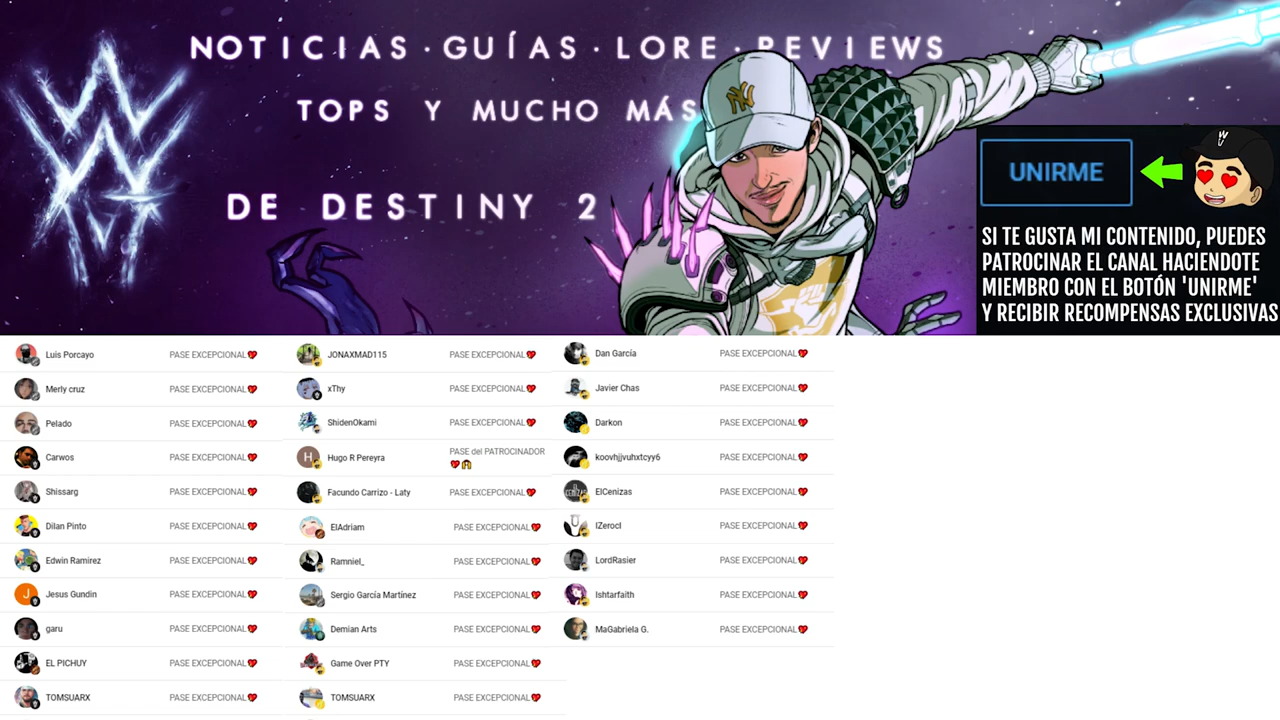 NOTICIAS · GUÍAS · LORE · REVIEWS
TOPS Y MUCHO MÁS
DE DESTINY 2
UNIRME
SI TE GUSTA MI CONTENIDO, PUEDES
PATROCINAR EL CANAL HACIENDOTE
MIEMBRO CON EL BOTÓN 'UNIRME'
Y RECIBIR RECOMPENSAS EXCLUSIVAS
Luis Porcayo PASE EXCEPCIONAL
Merly cruz PASE EXCEPCIONAL
Pelado PASE EXCEPCIONAL
Carwos PASE EXCEPCIONAL
Shissarg PASE EXCEPCIONAL
Dilan Pinto PASE EXCEPCIONAL
Edwin Ramirez PASE EXCEPCIONAL
J Jesus Gundin PASE EXCEPCIONAL
garu PASE EXCEPCIONAL
EL PICHUY PASE EXCEPCIONAL
TOMSUARX PASE EXCEPCIONAL
JONAXMAD115 PASE EXCEPCIONAL
xThy PASE EXCEPCIONAL
ShidenOkami PASE EXCEPCIONAL
H Hugo R Pereyra PASE del PATROCINADOR
Facundo Carrizo - Laty PASE EXCEPCIONAL
ElAdriam PASE EXCEPCIONAL
Ramniel_ PASE EXCEPCIONAL
Sergio García Martínez PASE EXCEPCIONAL
Demian Arts PASE EXCEPCIONAL
Game Over PTY PASE EXCEPCIONAL
TOMSUARX PASE EXCEPCIONAL
Dan García PASE EXCEPCIONAL
Javier Chas PASE EXCEPCIONAL
Darkon PASE EXCEPCIONAL
koovhjjvuhxtcyy6 PASE EXCEPCIONAL
ElCenizas PASE EXCEPCIONAL
IZerocI PASE EXCEPCIONAL
LordRasier PASE EXCEPCIONAL
Ishtarfaith PASE EXCEPCIONAL
MaGabriela G. PASE EXCEPCIONAL